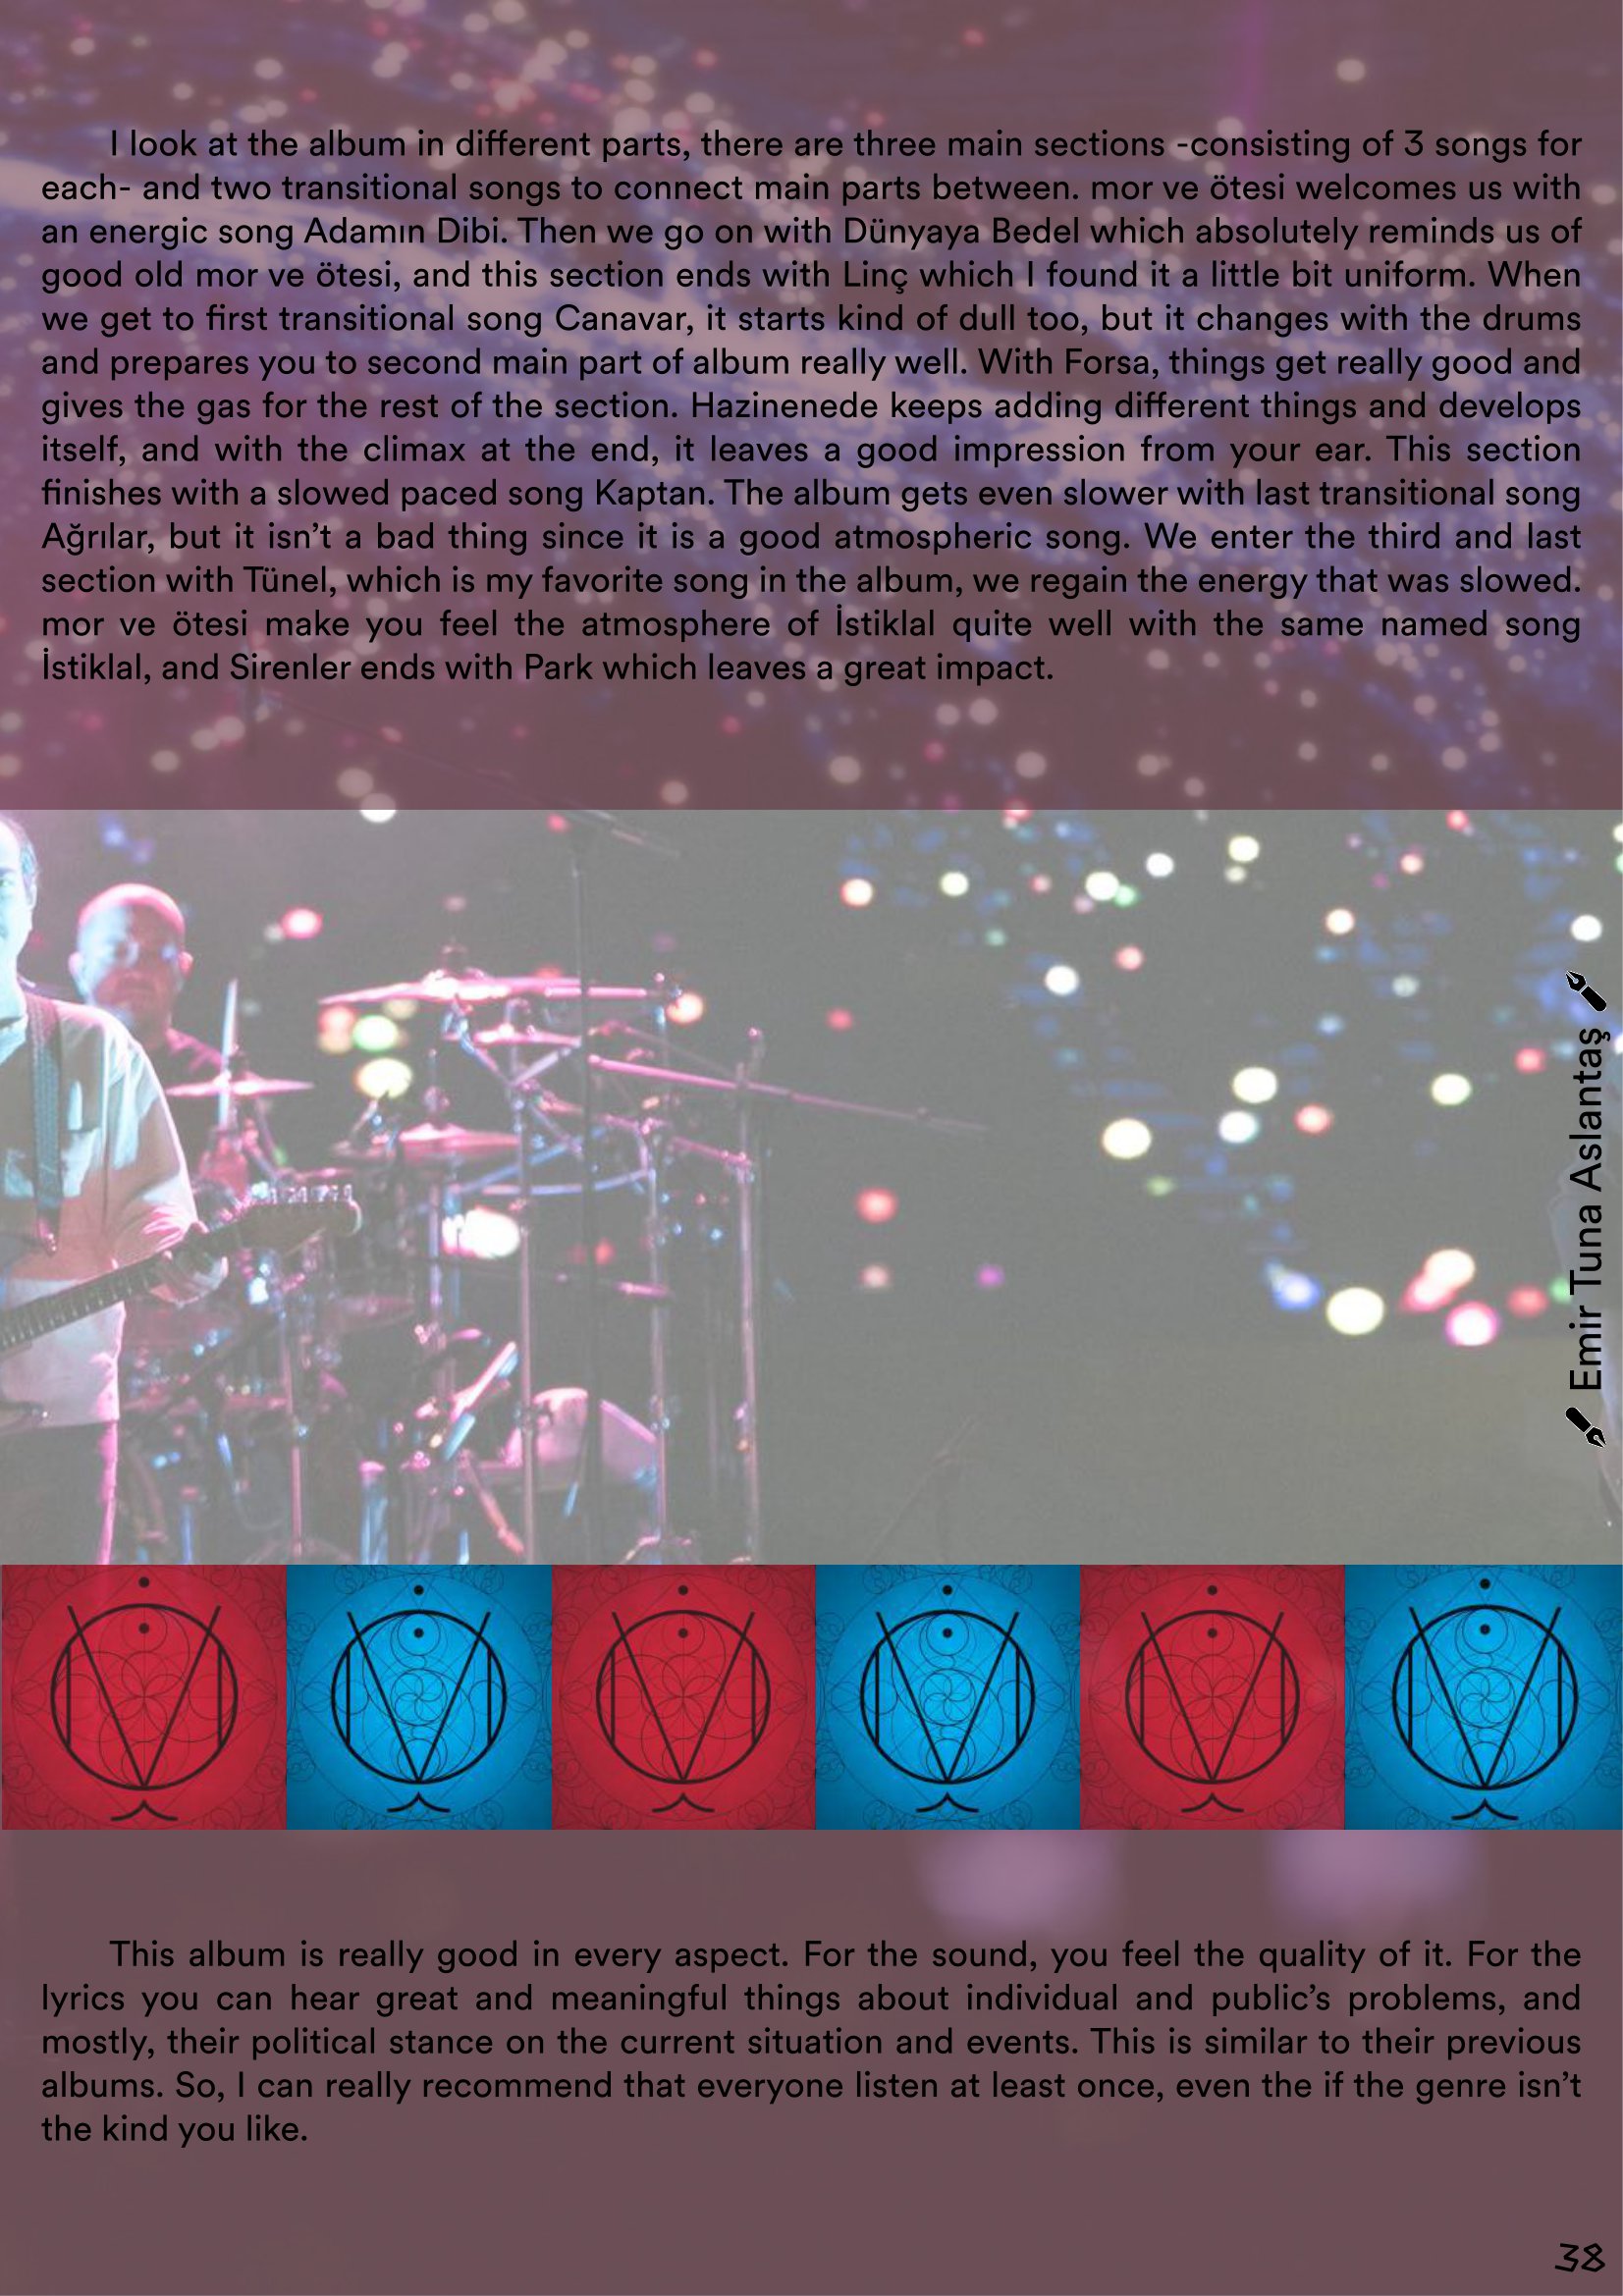 I look at the album in different parts, there are three main sections -consisting of 3 songs for
each- and two transitional songs to connect main parts between. mor ve ötesi welcomes us with
an energic song Adamın Dibi. Then we go on with Dünyaya Bedel which absolutely reminds us of
good old mor ve ötesi, and this section ends with Linç which I found it a little bit uniform. When
we get to first transitional song Canavar, it starts kind of dull too, but it changes with the drums
and prepares you to second main part of album really well. With Forsa, things get really good and
gives the gas for the rest of the section. Hazinenede keeps adding different things and develops
itself, and with the climax at the end, it leaves a good impression from your ear. This section
finishes with a slowed paced song Kaptan. The album gets even slower with last transitional song
Ağrılar, but it isn’t a bad thing since it is a good atmospheric song. We enter the third and last
section with Tünel, which is my favorite song in the album, we regain the energy that was slowed.
mor ve ötesi make you feel the atmosphere of İstiklal quite well with the same named song
İstiklal, and Sirenler ends with Park which leaves a great impact.
Emir Tuna Aslantaş
This album is really good in every aspect. For the sound, you feel the quality of it. For the
lyrics you can hear great and meaningful things about individual and public’s problems, and
mostly, their political stance on the current situation and events. This is similar to their previous
albums. So, I can really recommend that everyone listen at least once, even the if the genre isn’t
the kind you like.
38